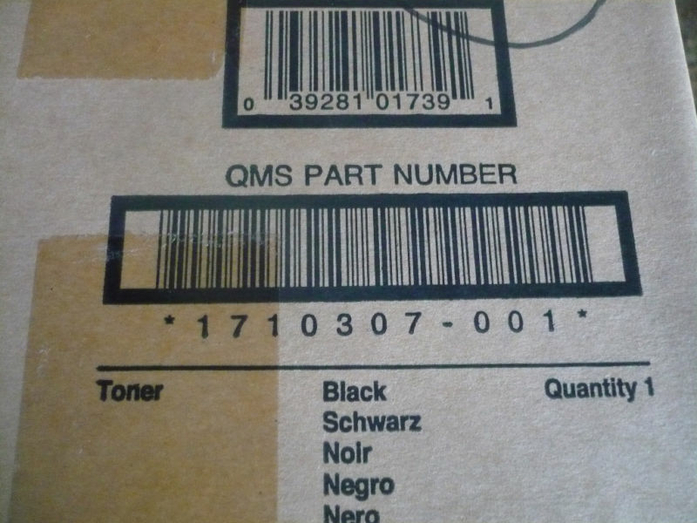 0 39281 01739 1
QMS PART NUMBER
*1710307-001*
Toner Black Quantity 1
Schwarz
Noir
Negro
Nero